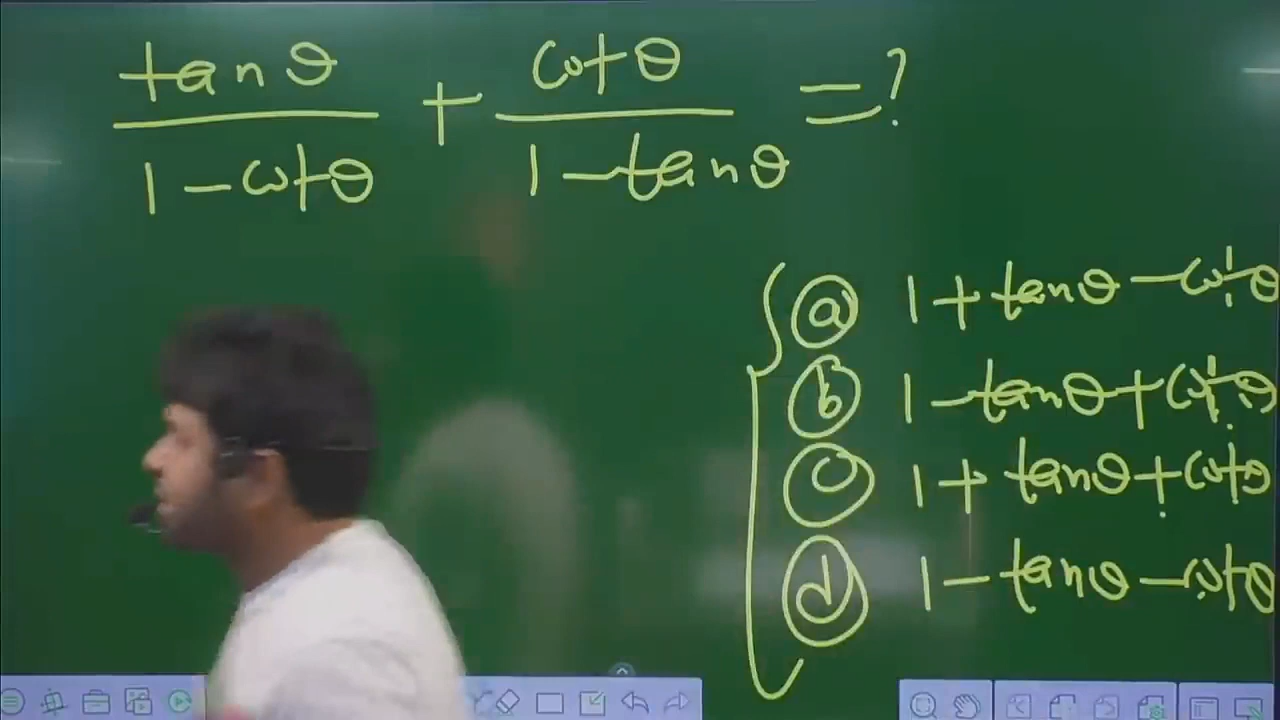 tanθ/(1-cotθ) + cotθ/(1-tanθ) = ?
ⓐ 1+tanθ-cotθ
ⓑ 1-tanθ+cotθ
ⓒ 1+tanθ+cotθ
ⓓ 1-tanθ-cotθ